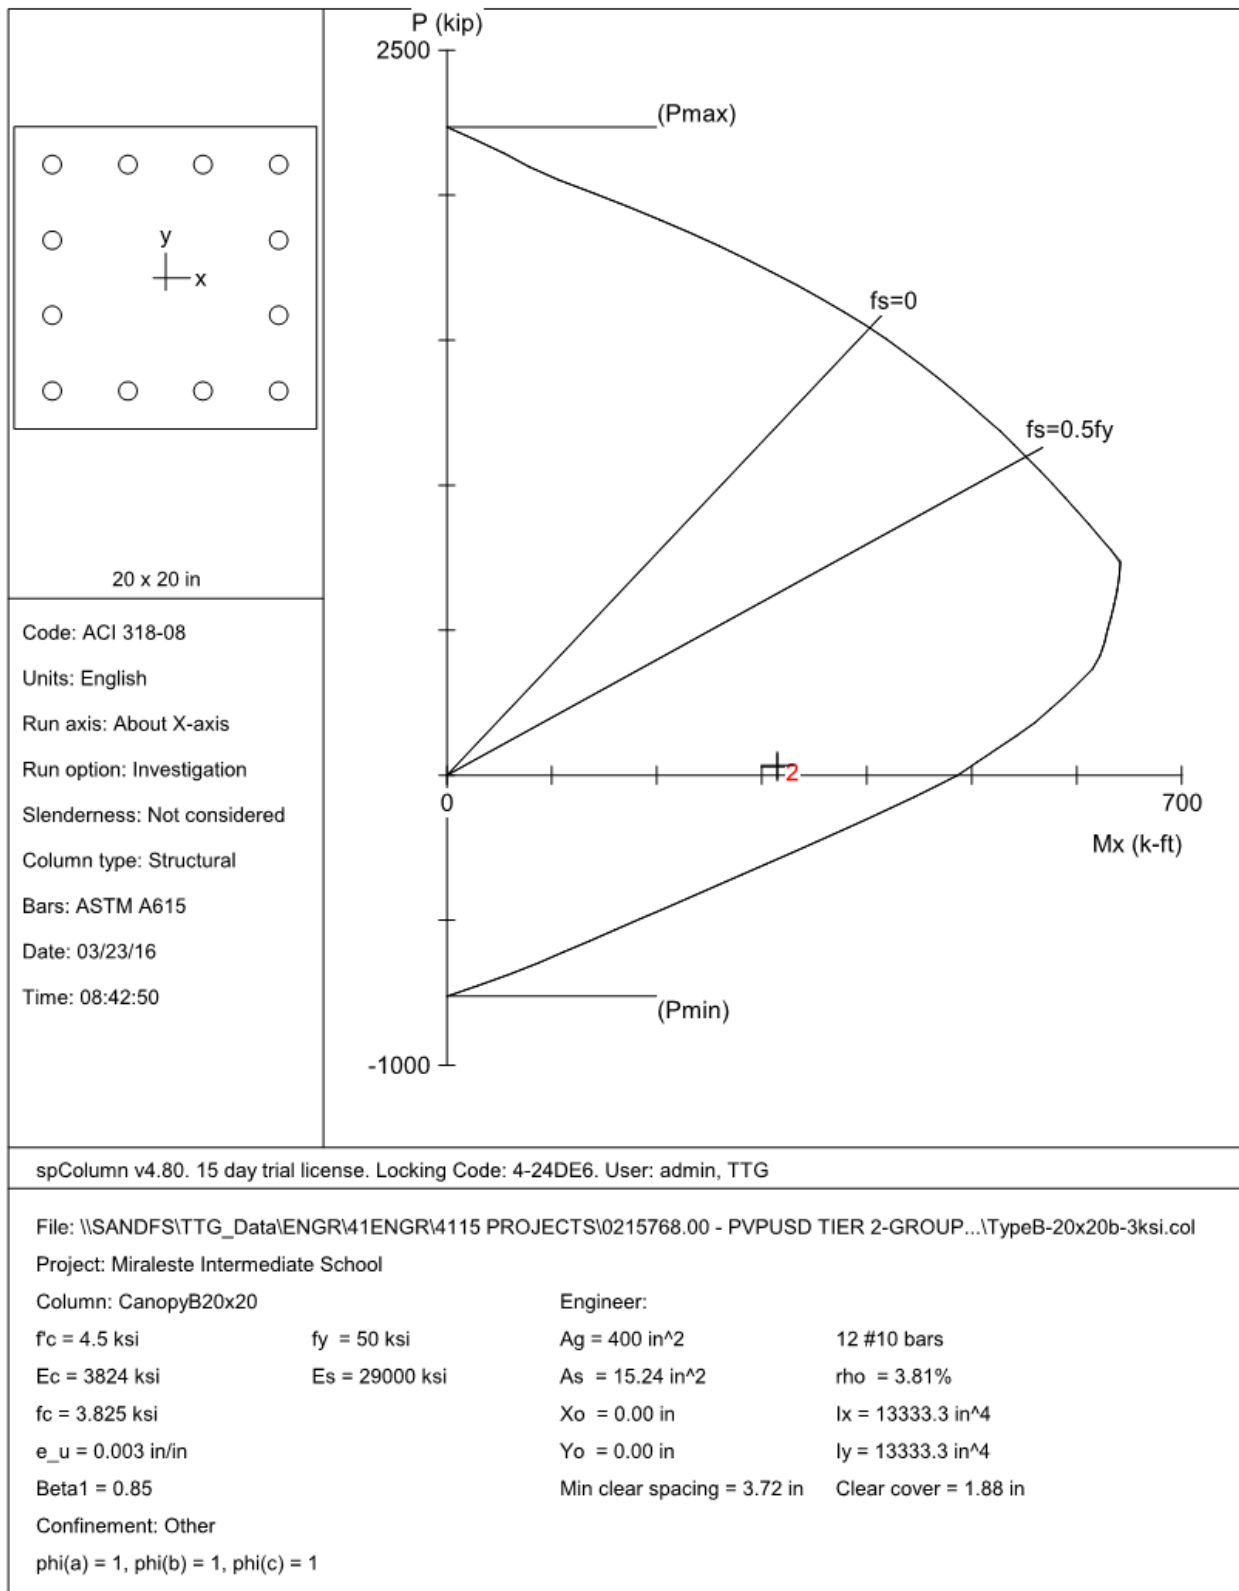 P (kip)
2500
(Pmax)
fs=0
fs=0.5fy
2
0
700
Mx (k-ft)
(Pmin)
-1000
y
x
20 x 20 in
Code: ACI 318-08
Units: English
Run axis: About X-axis
Run option: Investigation
Slenderness: Not considered
Column type: Structural
Bars: ASTM A615
Date: 03/23/16
Time: 08:42:50
spColumn v4.80. 15 day trial license. Locking Code: 4-24DE6. User: admin, TTG
File: \\SANDFS\TTG_Data\ENGR\41ENGR\4115 PROJECTS\0215768.00 - PVPUSD TIER 2-GROUP...\TypeB-20x20b-3ksi.col
Project: Miraleste Intermediate School
Column: CanopyB20x20 Engineer:
f'c = 4.5 ksi fy = 50 ksi Ag = 400 in^2 12 #10 bars
Ec = 3824 ksi Es = 29000 ksi As = 15.24 in^2 rho = 3.81%
fc = 3.825 ksi Xo = 0.00 in Ix = 13333.3 in^4
e_u = 0.003 in/in Yo = 0.00 in Iy = 13333.3 in^4
Beta1 = 0.85 Min clear spacing = 3.72 in Clear cover = 1.88 in
Confinement: Other
phi(a) = 1, phi(b) = 1, phi(c) = 1